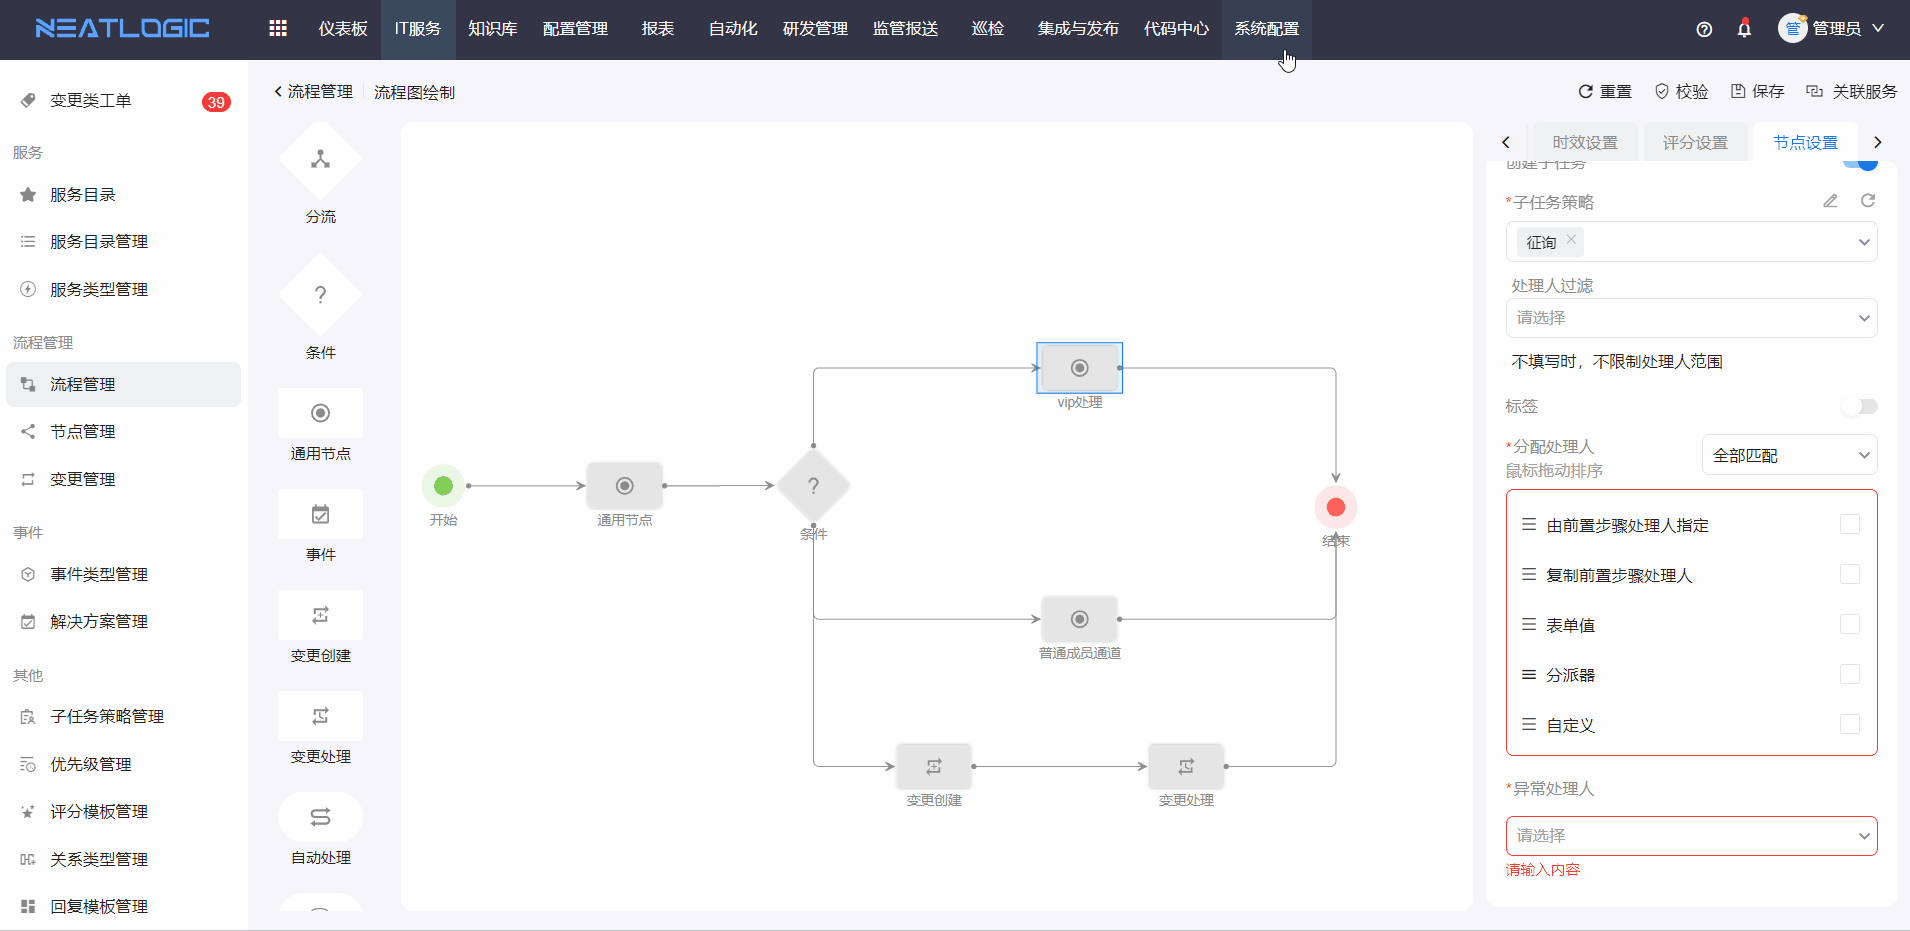 NEATLOGIC 仪表板 IT服务 知识库 配置管理 报表 自动化 研发管理 监管报送 巡检 集成与发布 代码中心 系统配置 管 管理员
变更类工单 39
服务
服务目录
服务目录管理
服务类型管理
流程管理
流程管理
节点管理
变更管理
事件
事件类型管理
解决方案管理
其他
子任务策略管理
优先级管理
评分模板管理
关系类型管理
回复模板管理
流程管理 流程图绘制
重置 校验 保存 关联服务
分流
条件
通用节点
事件
变更创建
变更处理
自动处理
开始
通用节点
条件
vip处理
普通成员通道
变更创建
变更处理
结束
时效设置 评分设置 节点设置
创建子任务
*子任务策略
征询
处理人过滤
请选择
不填写时，不限制处理人范围
标签
*分配处理人
鼠标拖动排序
全部匹配
由前置步骤处理人指定
复制前置步骤处理人
表单值
分派器
自定义
*异常处理人
请选择
请输入内容